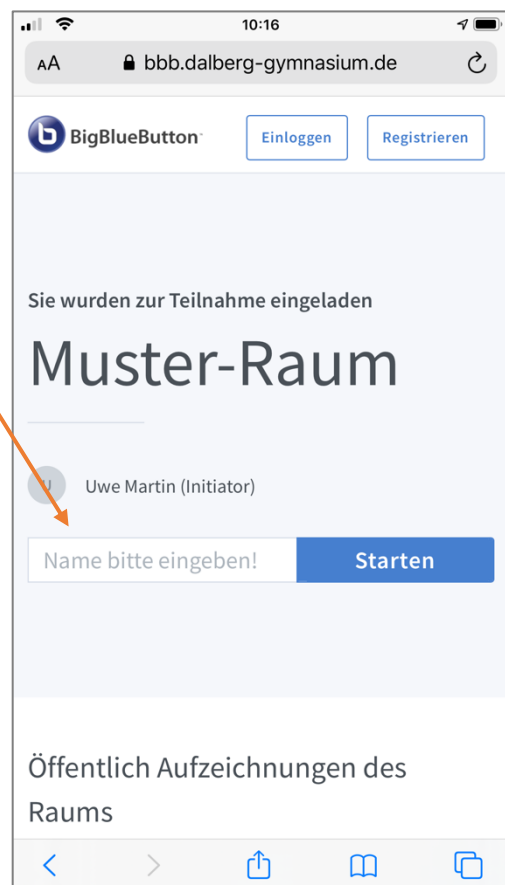 10:16
AA bbb.dalberg-gymnasium.de
b BigBlueButton Einloggen Registrieren
Sie wurden zur Teilnahme eingeladen
Muster-Raum
U Uwe Martin (Initiator)
Name bitte eingeben! Starten
Öffentlich Aufzeichnungen des
Raums